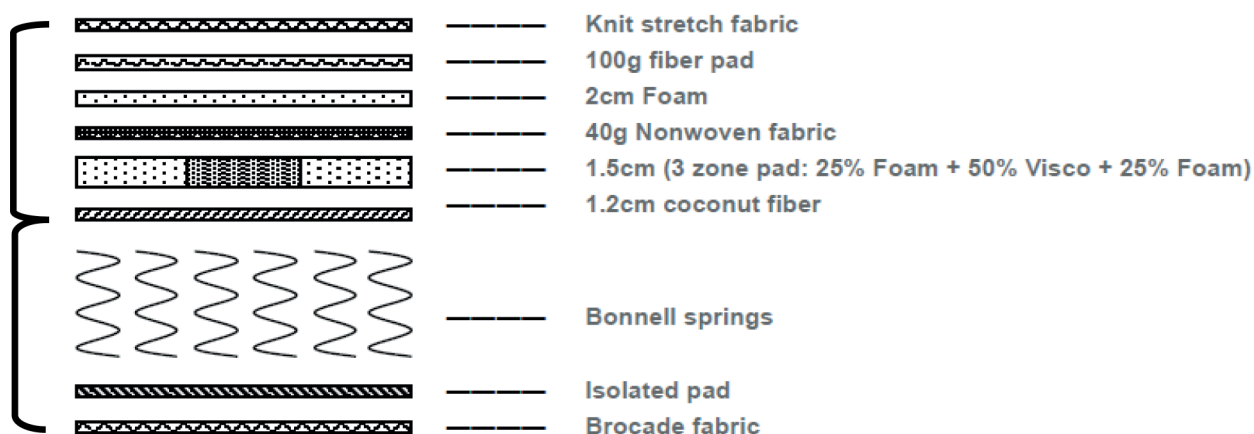 Knit stretch fabric
100g fiber pad
2cm Foam
40g Nonwoven fabric
1.5cm (3 zone pad: 25% Foam + 50% Visco + 25% Foam)
1.2cm coconut fiber
Bonnell springs
Isolated pad
Brocade fabric